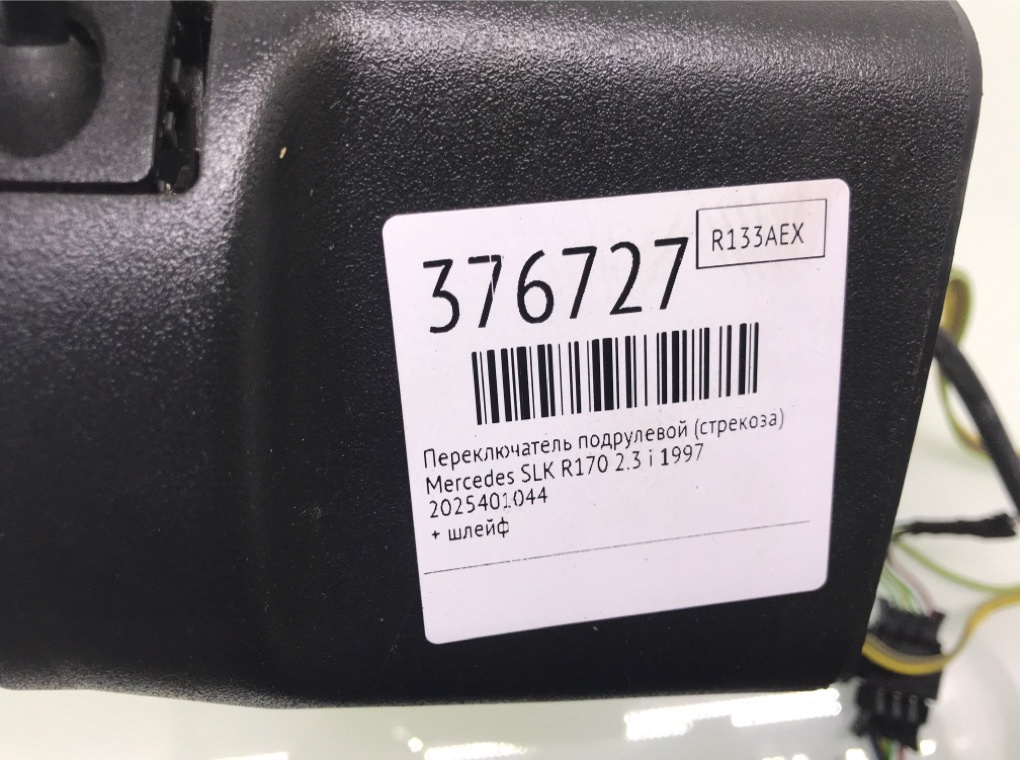 376727
R133AEX
Переключатель подрулевой (стрекоза)
Mercedes SLK R170 2.3 i 1997
2025401044
+ шлейф